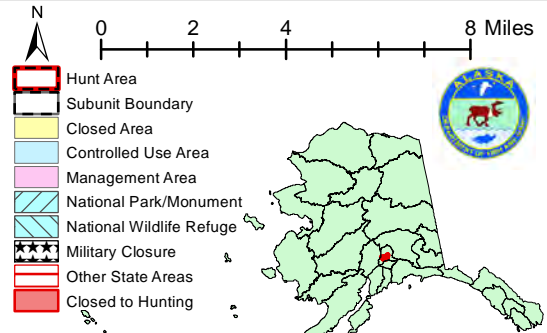 N
0 2 4 8 Miles
Hunt Area
Subunit Boundary
Closed Area
Controlled Use Area
Management Area
National Park/Monument
National Wildlife Refuge
Military Closure
Other State Areas
Closed to Hunting
ALASKA